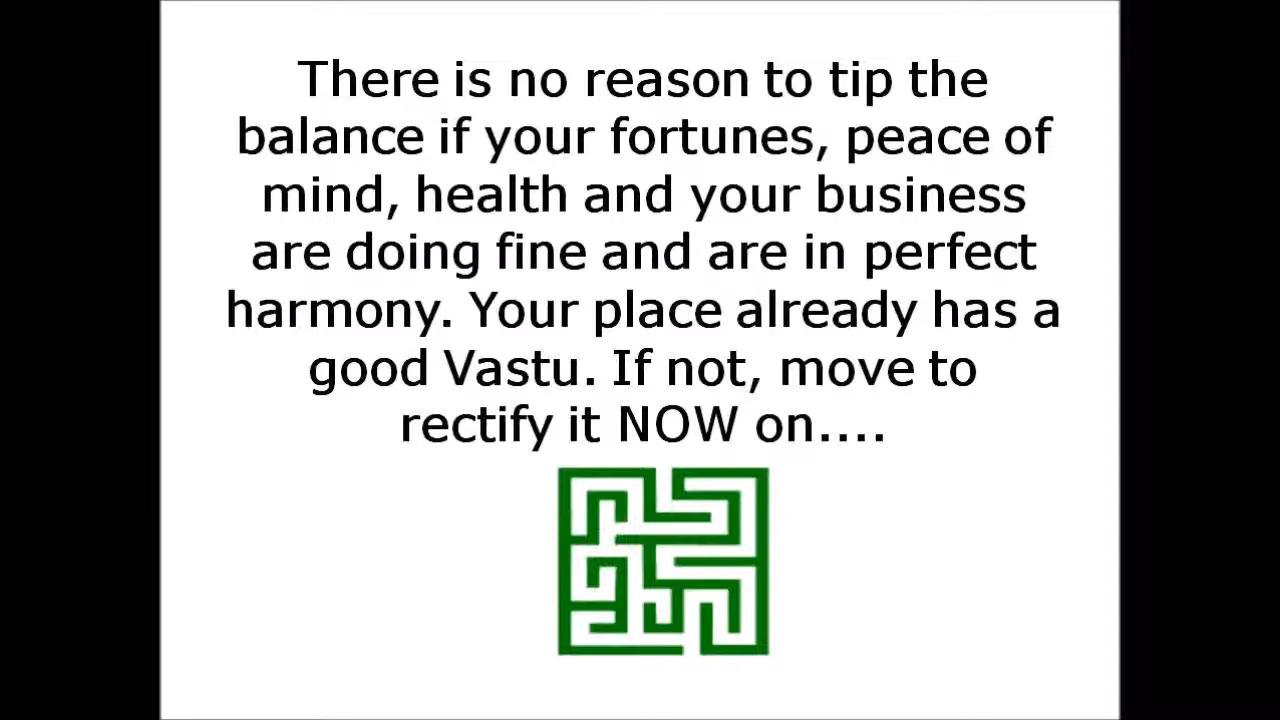 There is no reason to tip the
balance if your fortunes, peace of
mind, health and your business
are doing fine and are in perfect
harmony. Your place already has a
good Vastu. If not, move to
rectify it NOW on....